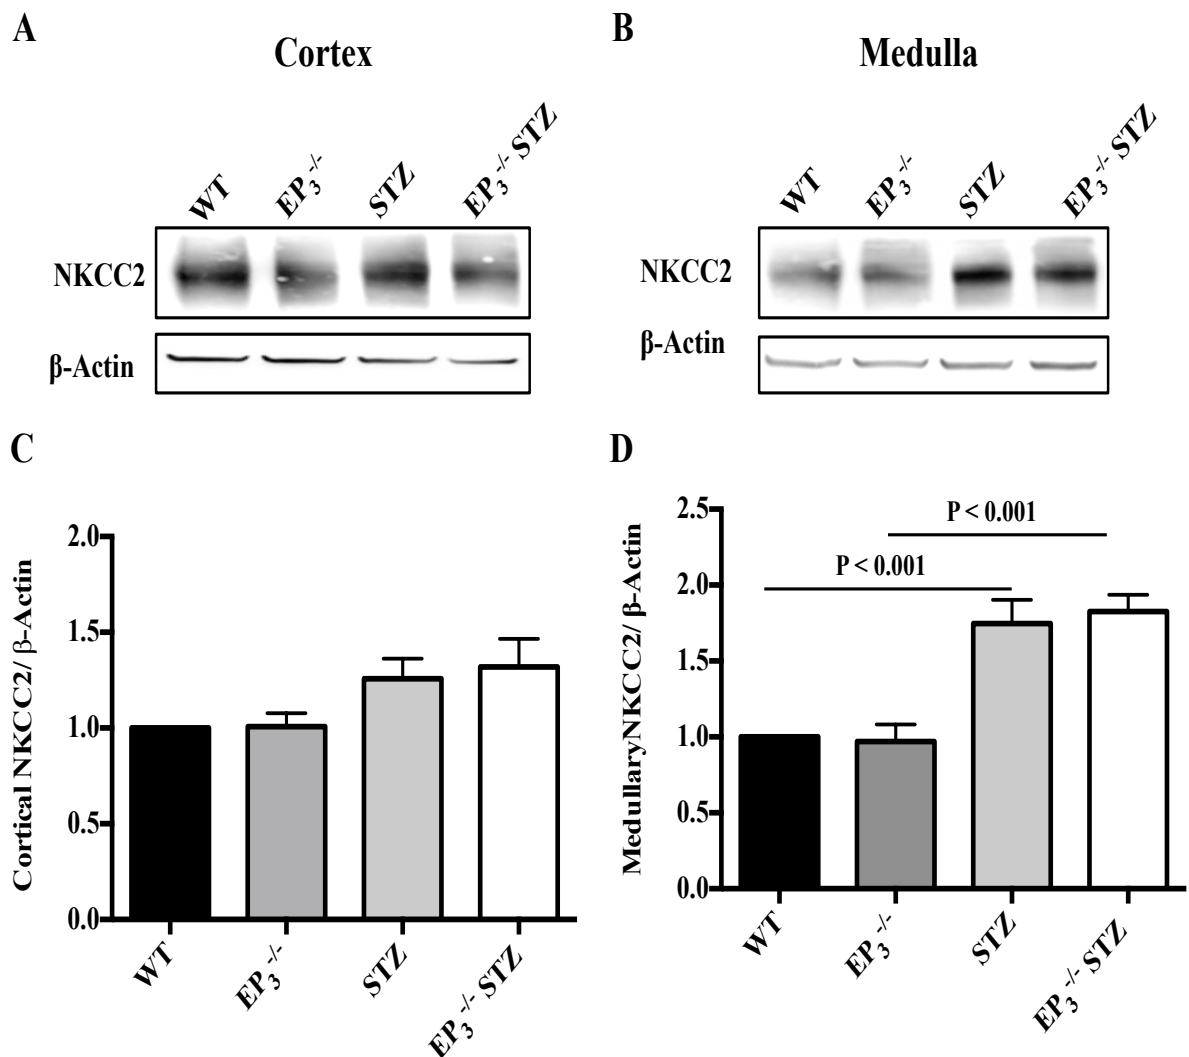 A
B
Cortex
Medulla
WT
EP₃⁻/⁻
STZ
EP₃⁻/⁻ STZ
WT
EP₃⁻/⁻
STZ
EP₃⁻/⁻ STZ
NKCC2
NKCC2
β-Actin
β-Actin
C
D
Cortical NKCC2/ β-Actin
2.0
1.5
1.0
0.5
0.0
WT
EP₃⁻/⁻
STZ
EP₃⁻/⁻ STZ
MedullaryNKCC2/ β-Actin
2.5
2.0
1.5
1.0
0.5
0.0
P < 0.001
P < 0.001
WT
EP₃⁻/⁻
STZ
EP₃⁻/⁻ STZ